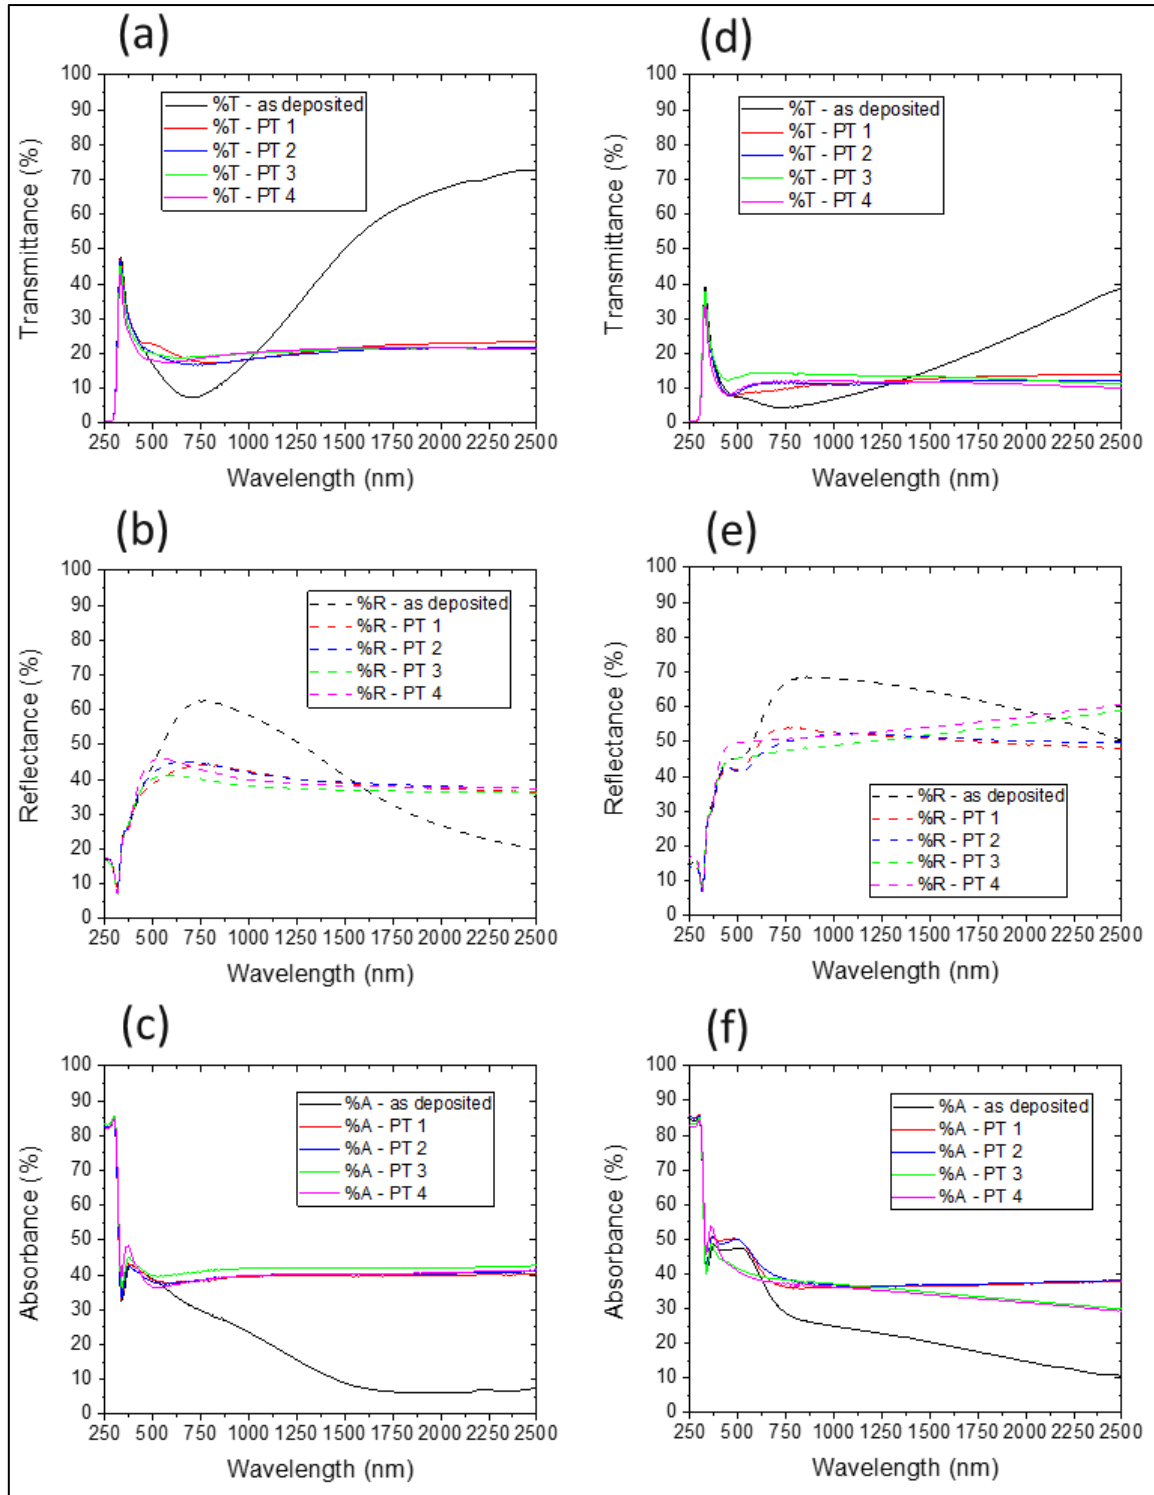 (a)
100
90
80
70
60
50
40
30
20
10
0
Transmittance (%)
%T - as deposited
%T - PT 1
%T - PT 2
%T - PT 3
%T - PT 4
250 500 750 1000 1250 1500 1750 2000 2250 2500
Wavelength (nm)
(d)
100
90
80
70
60
50
40
30
20
10
0
Transmittance (%)
%T - as deposited
%T - PT 1
%T - PT 2
%T - PT 3
%T - PT 4
250 500 750 1000 1250 1500 1750 2000 2250 2500
Wavelength (nm)
(b)
100
90
80
70
60
50
40
30
20
10
0
Reflectance (%)
%R - as deposited
%R - PT 1
%R - PT 2
%R - PT 3
%R - PT 4
250 500 750 1000 1250 1500 1750 2000 2250 2500
Wavelength (nm)
(e)
100
90
80
70
60
50
40
30
20
10
0
Reflectance (%)
%R - as deposited
%R - PT 1
%R - PT 2
%R - PT 3
%R - PT 4
250 500 750 1000 1250 1500 1750 2000 2250 2500
Wavelength (nm)
(c)
100
90
80
70
60
50
40
30
20
10
0
Absorbance (%)
%A - as deposited
%A - PT 1
%A - PT 2
%A - PT 3
%A - PT 4
250 500 750 1000 1250 1500 1750 2000 2250 2500
Wavelength (nm)
(f)
100
90
80
70
60
50
40
30
20
10
0
Absorbance (%)
%A - as deposited
%A - PT 1
%A - PT 2
%A - PT 3
%A - PT 4
250 500 750 1000 1250 1500 1750 2000 2250 2500
Wavelength (nm)